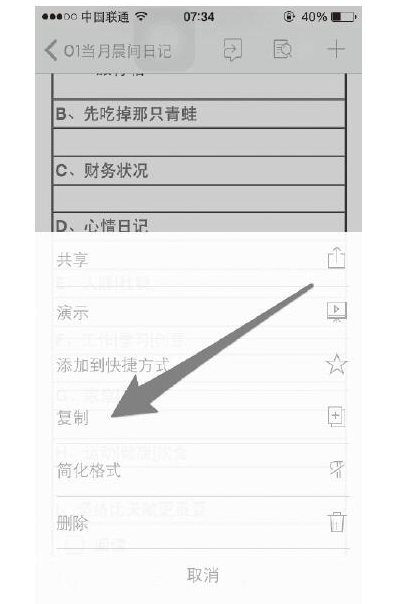 中国联通 07:34 40%
01当月晨间日记
B、先吃掉那只青蛙
C、财务状况
D、心情日记
共享
演示
添加到快捷方式
复制
简化格式
删除
取消